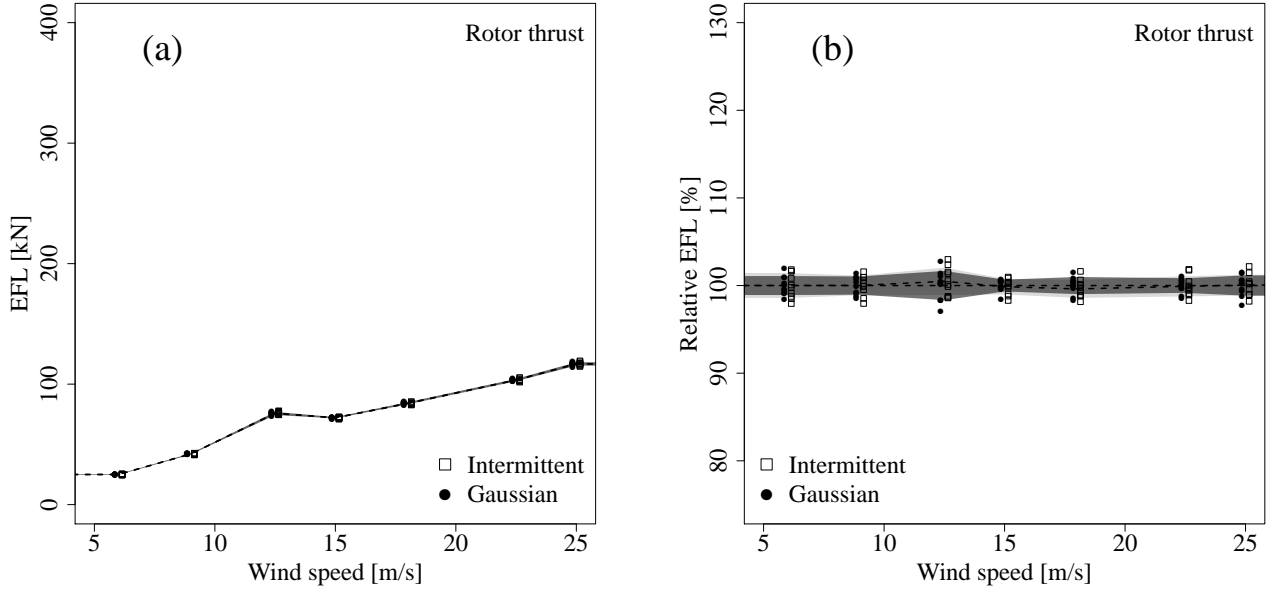 (a)
Rotor thrust
EFL [kN]
400
300
200
100
0
Intermittent
Gaussian
5
10
15
20
25
Wind speed [m/s]
(b)
Rotor thrust
Relative EFL [%]
130
120
110
100
90
80
Intermittent
Gaussian
5
10
15
20
25
Wind speed [m/s]